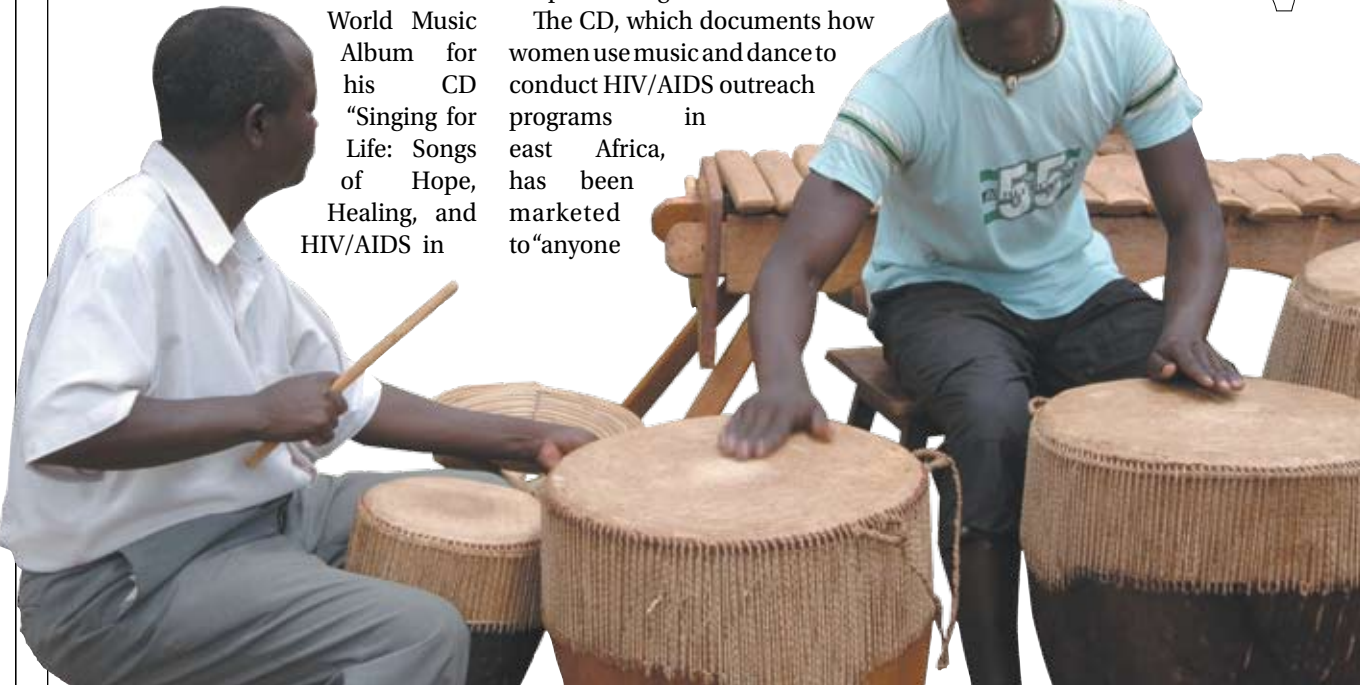 World Music
Album for
his CD
“Singing for
Life: Songs
of Hope,
Healing, and
HIV/AIDS in
The CD, which documents how
women use music and dance to
conduct HIV/AIDS outreach
programs in
east Africa,
has been
marketed
to “anyone
55